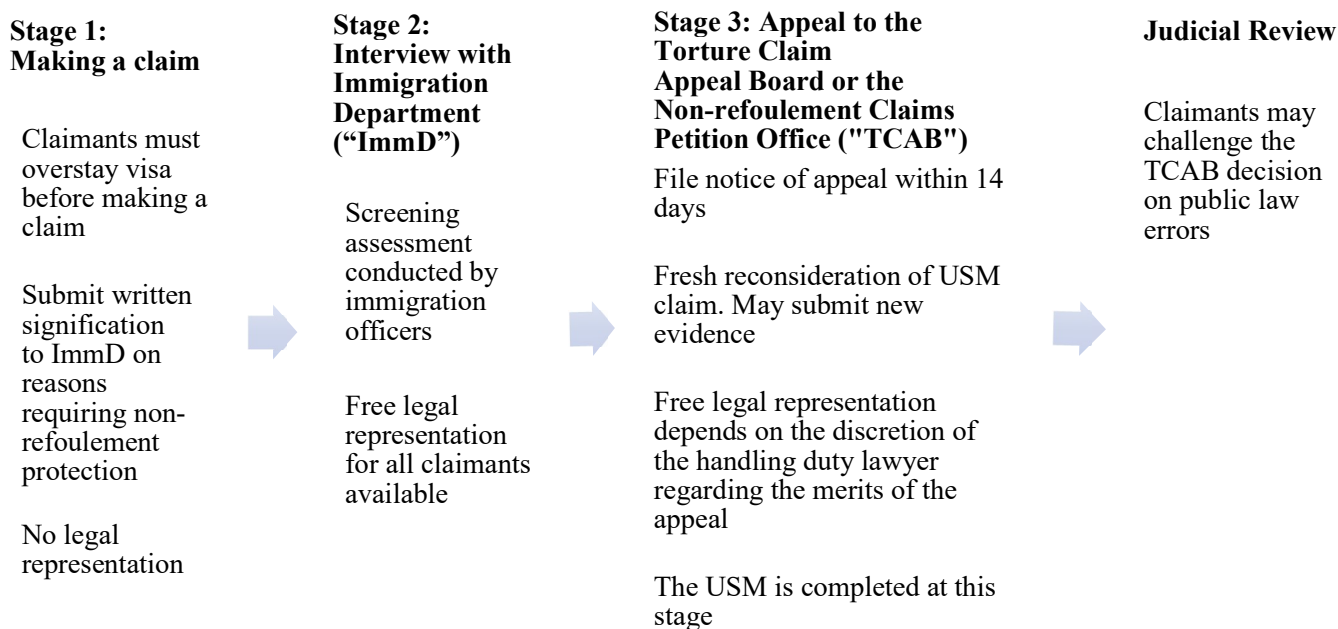 Stage 1:
Making a claim
Claimants must
overstay visa
before making a
claim
Submit written
signification
to ImmD on
reasons
requiring non-
refoulement
protection
No legal
representation
Stage 2:
Interview with
Immigration
Department
(“ImmD”)
Screening
assessment
conducted by
immigration
officers
Free legal
representation
for all claimants
available
Stage 3: Appeal to the
Torture Claim
Appeal Board or the
Non-refoulement Claims
Petition Office ("TCAB")
File notice of appeal within 14
days
Fresh reconsideration of USM
claim. May submit new
evidence
Free legal representation
depends on the discretion of
the handling duty lawyer
regarding the merits of the
appeal
The USM is completed at this
stage
Judicial Review
Claimants may
challenge the
TCAB decision
on public law
errors